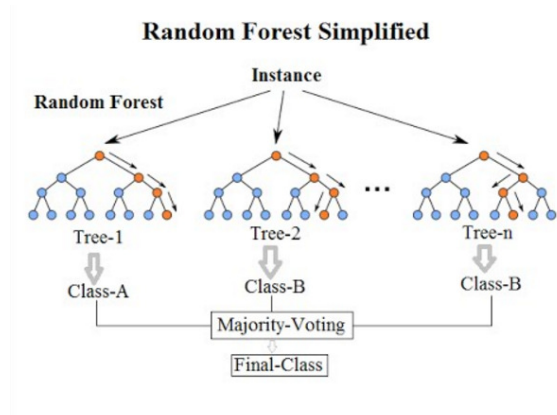 Random Forest Simplified
Instance
Random Forest
...
Tree-1 Tree-2 Tree-n
Class-A Class-B Class-B
Majority-Voting
Final-Class